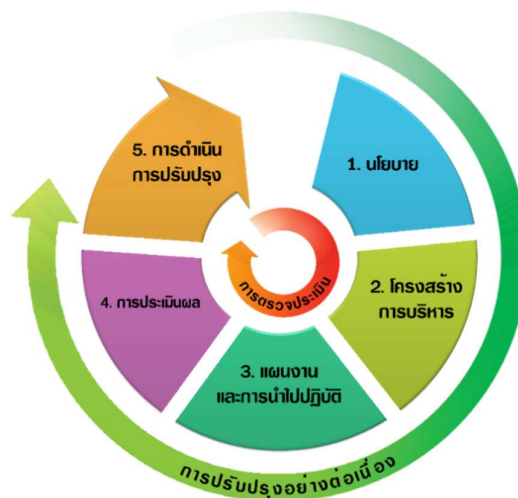 1. นโยบาย
2. โครงสร้าง
การบริหาร
3. แผนงาน
และการนำไปปฏิบัติ
4. การประเมินผล
5. การดำเนิน
การปรับปรุง
การตรวจประเมิน
การปรับปรุงอย่างต่อเนื่อง